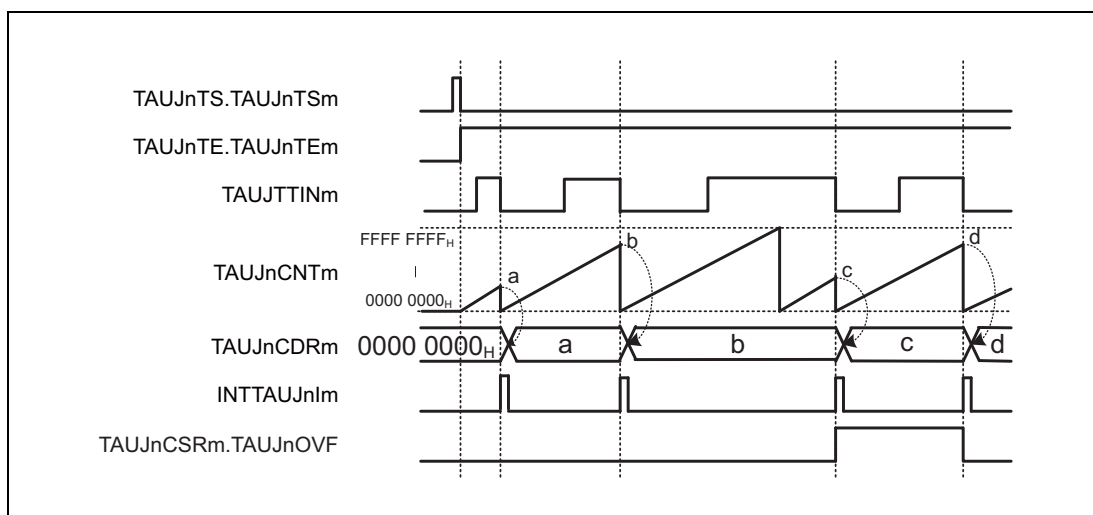 TAUJnTS.TAUJnTSm
TAUJnTE.TAUJnTEm
TAUJTTINm
FFFF FFFFH
TAUJnCNTm
0000 0000H
a
b
c
d
TAUJnCDRm
0000 0000H
a
b
c
d
INTTAUJnIm
TAUJnCSRm.TAUJnOVF